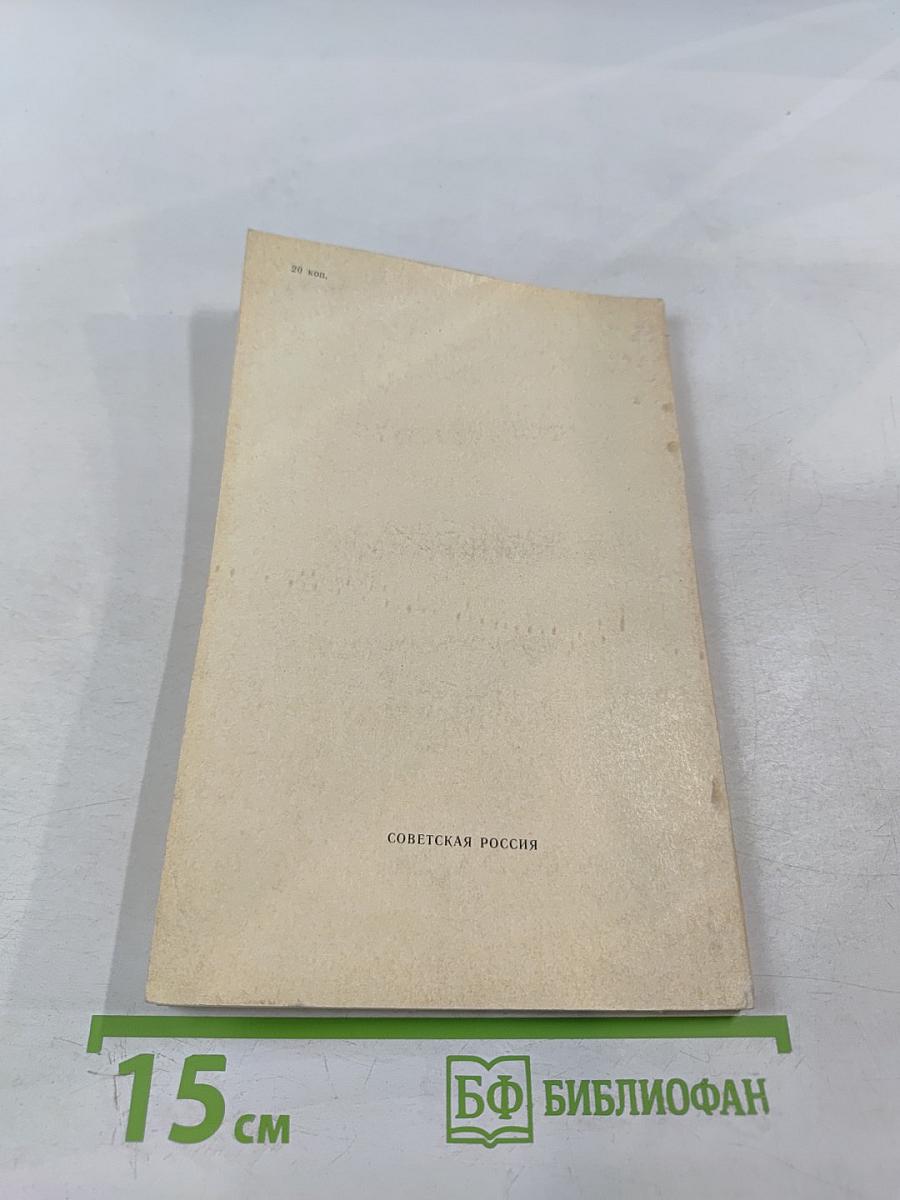 20 коп.
СОВЕТСКАЯ РОССИЯ
15 см
БФ БИБЛИОФАН